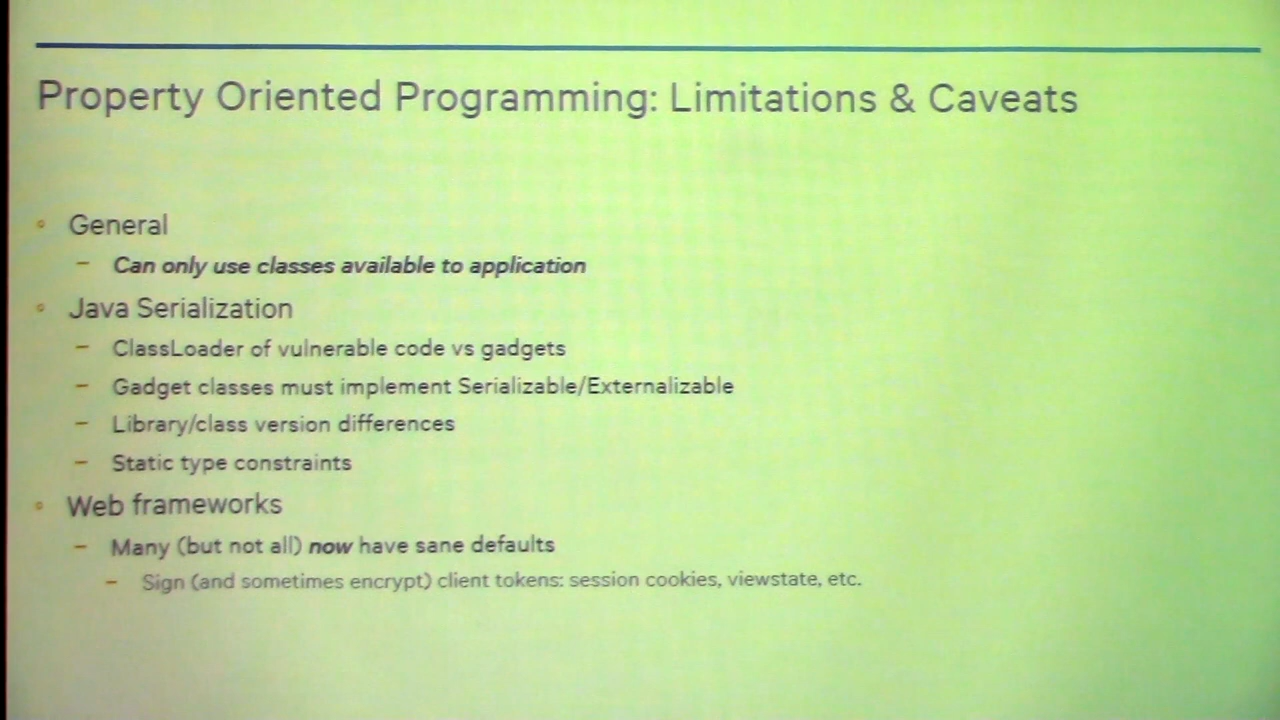 Property Oriented Programming: Limitations & Caveats
General
Can only use classes available to application
Java Serialization
ClassLoader of vulnerable code vs gadgets
Gadget classes must implement Serializable/Externalizable
Library/class version differences
Static type constraints
Web frameworks
Many (but not all) now have sane defaults
Sign (and sometimes encrypt) client tokens: session cookies, viewstate, etc.